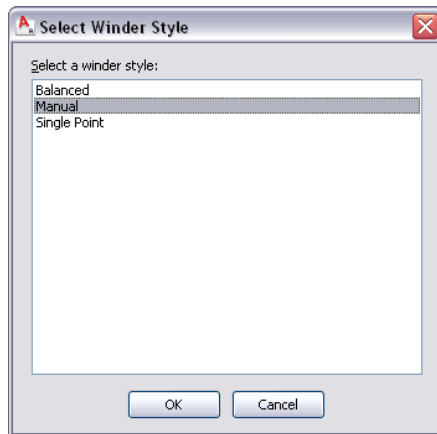 Select Winder Style
Select a winder style:
Balanced
Manual
Single Point
OK
Cancel